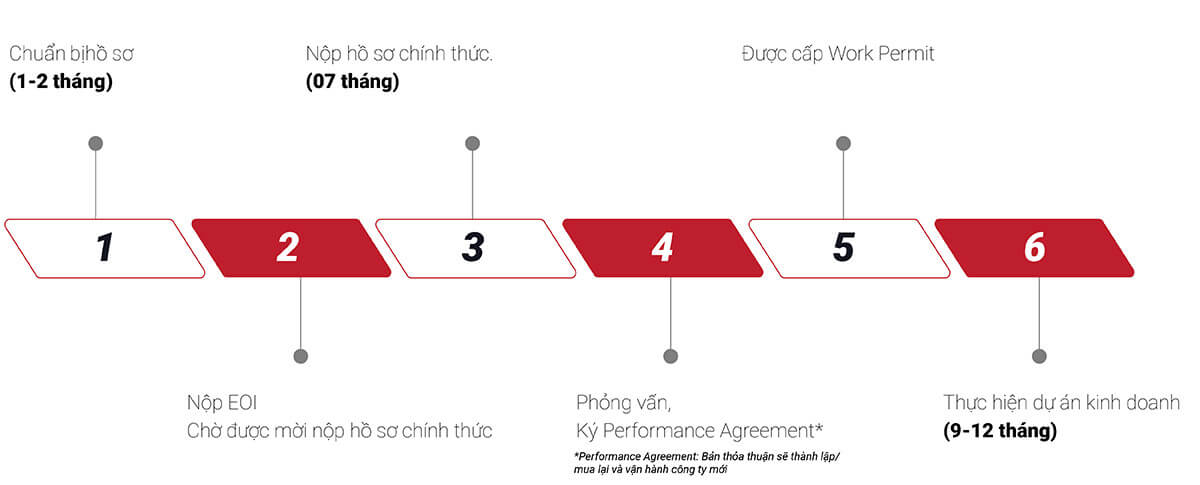 Chuẩn bịhồ sơ
(1-2 tháng)
Nộp hồ sơ chính thức.
(07 tháng)
Được cấp Work Permit
1
2
3
4
5
6
Nộp EOI
Chờ được mời nộp hồ sơ chính thức
Phỏng vấn,
Ký Performance Agreement*
*Performance Agreement: Bản thỏa thuận sẽ thành lập/
mua lại và vận hành công ty mới
Thực hiện dự án kinh doanh
(9-12 tháng)